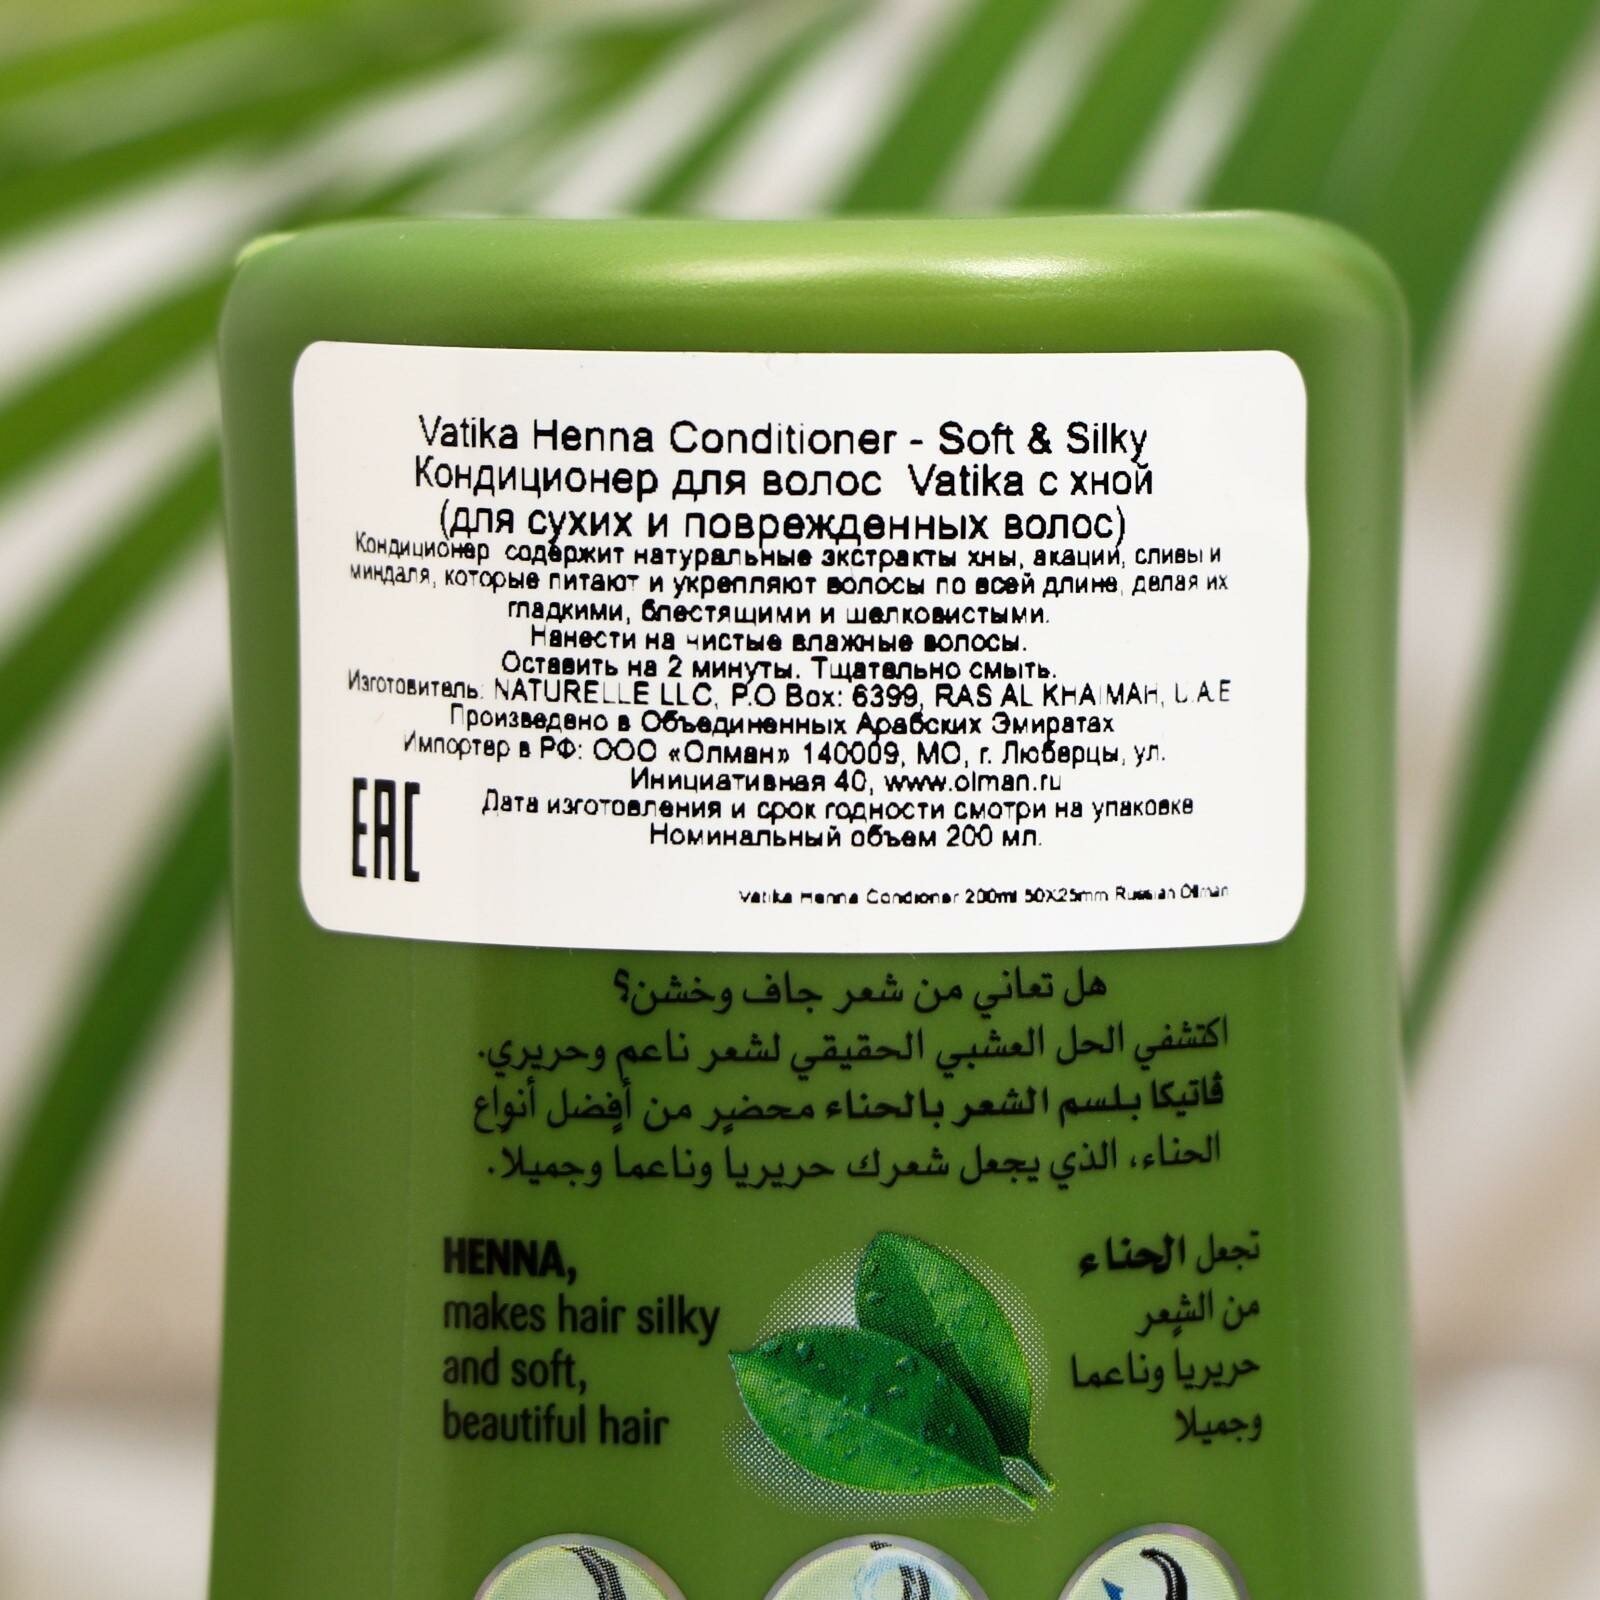 Vatika Henna Conditioner - Soft & Silky
Кондиционер для волос Vatika с хной
(для сухих и поврежденных волос)
Кондиционер содержит натуральные экстракты хны, акации, сливы и
миндаля, которые питают и укрепляют волосы по всей длине, делая их
гладкими, блестящими и шелковистыми.
Нанести на чистые влажные волосы.
Оставить на 2 минуты. Тщательно смыть.
Изготовитель: NATURELLE LLC, P.O Box: 6399, RAS AL KHAIMAH, U.A.E
Произведено в Объединенных Арабских Эмиратах
Импортер в РФ: ООО «Олман» 140009, МО, г. Люберцы, ул.
Инициативная 40, www.olman.ru
Дата изготовления и срок годности смотри на упаковке
Номинальный объем 200 мл.
EAC
Vatika Henna Condioner 200ml 50X25mm Russian Olman
هل تعاني من شعر جاف وخشن؟
اكتشفي الحل العشبي الحقيقي لشعر ناعم وحريري.
ڤاتيكا بلسم الشعر بالحناء محضر من أفضل أنواع
الحناء، الذي يجعل شعرك حريرياً وناعماً وجميلاً.
HENNA,
makes hair silky
and soft,
beautiful hair
تجعل الحناء
من الشعر
حريرياً وناعماً
وجميلاً